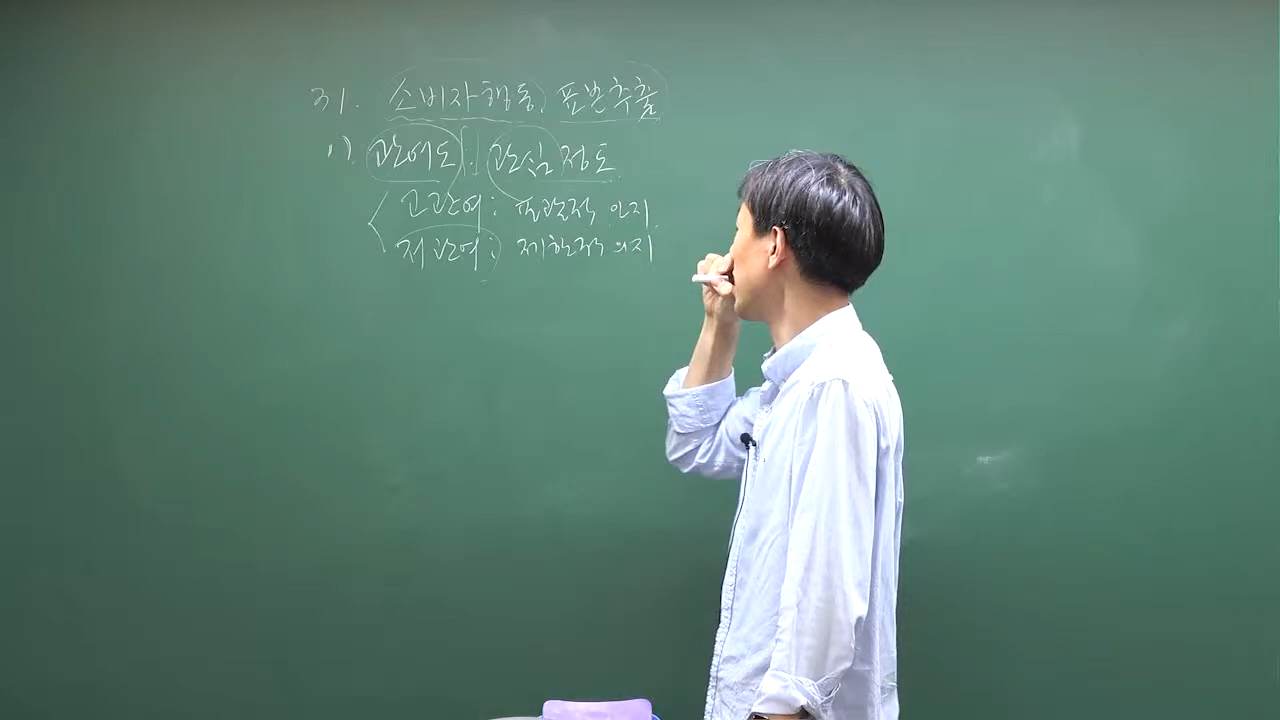 31. 소비자행동, 표본추출
1) 관여도 : 관심정도
고관여 : 포괄적 인지
저관여 : 제한적 인지